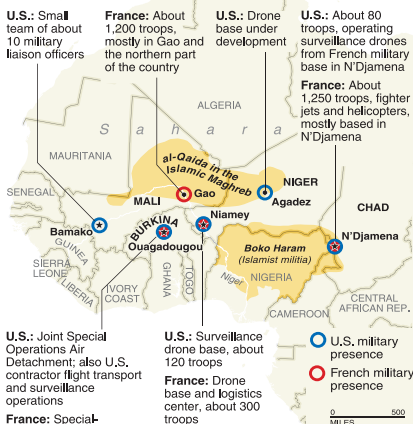 U.S.: Small
team of about
10 military
liaison officers
France: About
1,200 troops,
mostly in Gao and
the northern part
of the country
U.S.: Drone
base under
development
U.S.: About 80
troops, operating
surveillance drones
from French military
base in N'Djamena
France: About
1,250 troops, fighter
jets and helicopters,
mostly based in
N'Djamena
ALGERIA
Sahara
MAURITANIA
al-Qaida in the
Islamic Maghreb
NIGER
SENEGAL
MALI
Gao
Agadez
CHAD
Bamako
BURKINA
Niamey
Ouagadougou
N'Djamena
GUINEA
Boko Haram
(Islamist militia)
SIERRA
LEONE
LIBERIA
IVORY
COAST
GHANA
TOGO
Niger
NIGERIA
CAMEROON
CENTRAL
AFRICAN REP.
U.S.: Joint Special
Operations Air
Detachment; also U.S.
contractor flight transport
and surveillance
operations
France: Special-
U.S.: Surveillance
drone base, about
120 troops
France: Drone
base and logistics
center, about 300
troops
U.S. military
presence
French military
presence
0 500
MILES